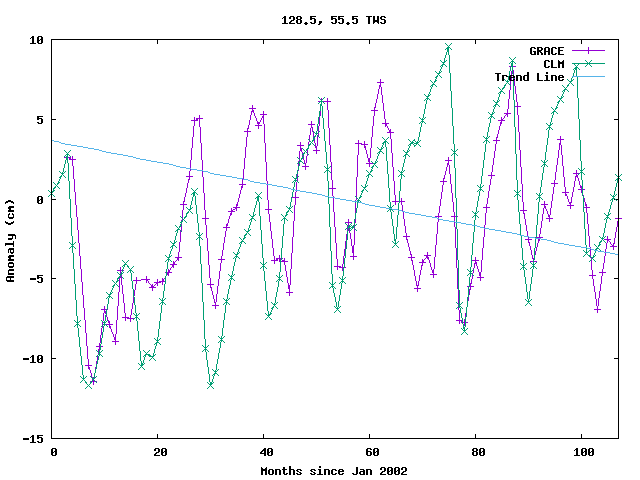 128.5, 55.5 TWS
GRACE
CLM
Trend Line
10
5
0
-5
-10
-15
Anomaly (cm)
0 20 40 60 80 100
Months since Jan 2002